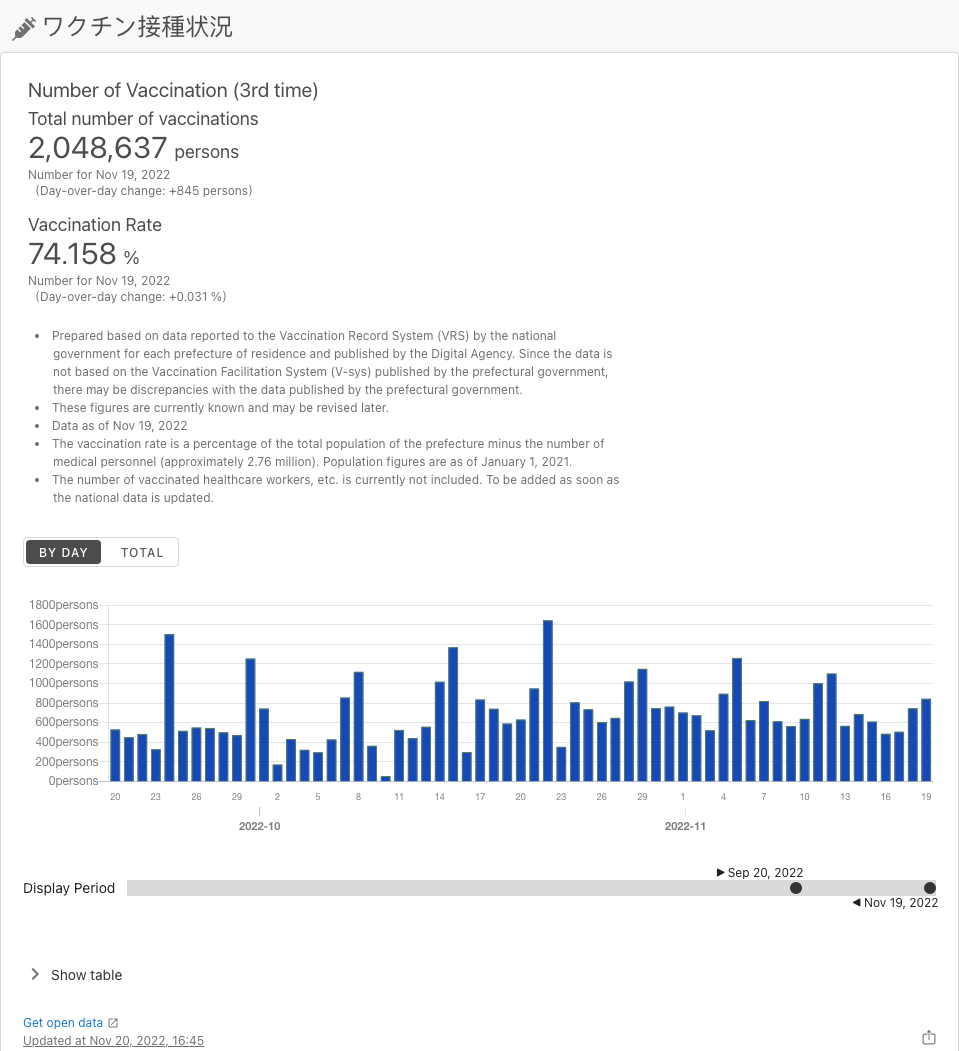 ワクチン接種状況
Number of Vaccination (3rd time)
Total number of vaccinations
2,048,637 persons
Number for Nov 19, 2022
(Day-over-day change: +845 persons)
Vaccination Rate
74.158 %
Number for Nov 19, 2022
(Day-over-day change: +0.031 %)
• Prepared based on data reported to the Vaccination Record System (VRS) by the national
government for each prefecture of residence and published by the Digital Agency. Since the data is
not based on the Vaccination Facilitation System (V-sys) published by the prefectural government,
there may be discrepancies with the data published by the prefectural government.
• These figures are currently known and may be revised later.
• Data as of Nov 19, 2022
• The vaccination rate is a percentage of the total population of the prefecture minus the number of
medical personnel (approximately 2.76 million). Population figures are as of January 1, 2021.
• The number of vaccinated healthcare workers, etc. is currently not included. To be added as soon as
the national data is updated.
BY DAY TOTAL
1800persons
1600persons
1400persons
1200persons
1000persons
800persons
600persons
400persons
200persons
0persons
20 23 26 29 2 5 8 11 14 17 20 23 26 29 1 4 7 10 13 16 19
2022-10 2022-11
▶ Sep 20, 2022
Display Period
◀ Nov 19, 2022
Show table
Get open data
Updated at Nov 20, 2022, 16:45